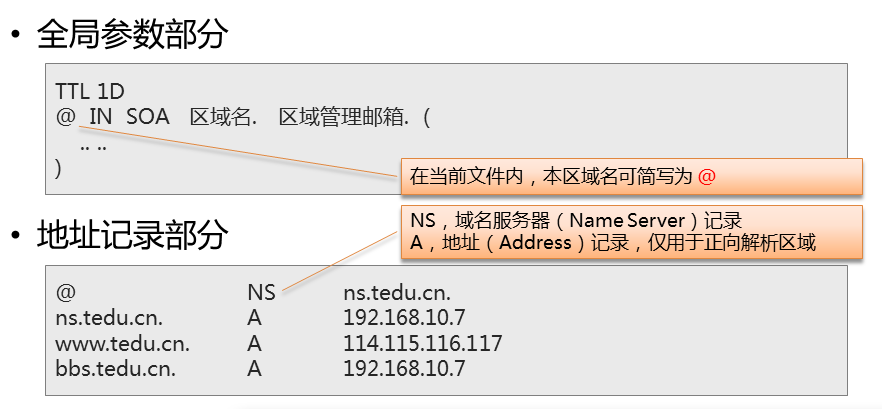 • 全局参数部分
TTL 1D
@ IN SOA 区域名. 区域管理邮箱. (
.. ..
)
在当前文件内，本区域名可简写为 @
• 地址记录部分
NS，域名服务器（Name Server）记录
A，地址（Address）记录，仅用于正向解析区域
@ NS ns.tedu.cn.
ns.tedu.cn. A 192.168.10.7
www.tedu.cn. A 114.115.116.117
bbs.tedu.cn. A 192.168.10.7